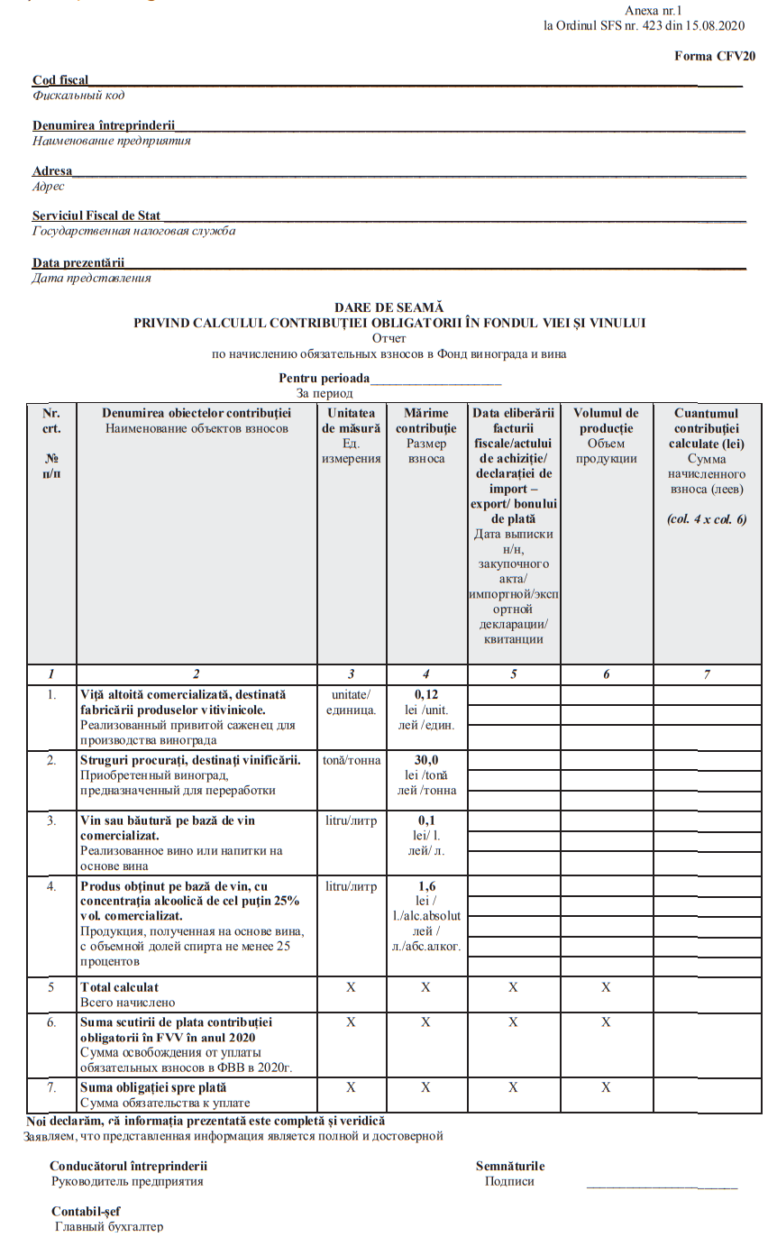 Anexa nr.1
la Ordinul SFS nr. 423 din 15.08.2020
Forma CFV20
Cod fiscal
Фискальный код
Denumirea întreprinderii
Наименование предприятия
Adresa
Адрес
Serviciul Fiscal de Stat
Государственная налоговая служба
Data prezentării
Дата представления
DARE DE SEAMĂ
PRIVIND CALCULUL CONTRIBUȚIEI OBLIGATORII ÎN FONDUL VIEI ȘI VINULUI
Отчет
по начислению обязательных взносов в Фонд винограда и вина
Pentru perioada
За период
Nr.
crt.
№
п/п
Denumirea obiectelor contribuției
Наименование объектов взносов
Unitatea
de măsură
Ед.
измерения
Mărime
contribuție
Размер
взноса
Data eliberării
facturii
fiscale/actului
de achiziție/
declarației de
import –
export/ bonului
de plată
Дата выписки
н/н,
закупочного
акта/
импортной/эксп
ортной
декларации/
квитанции
Volumul de
producție
Объем
продукции
Cuantumul
contribuției
calculate (lei)
Сумма
начисленного
взноса (леев)
(col. 4 x col. 6)
1 2 3 4 5 6 7
1.
Viță altoită comercializată, destinată
fabricării produselor vitivinicole.
Реализованный привитой саженец для
производства винограда
unitate/
единица.
0,12
lei /unit.
лей /един.
2.
Struguri procurați, destinați vinificării.
Приобретенный виноград,
предназначенный для переработки
tonă/тонна
30,0
lei /tonă
лей /тонна
3.
Vin sau băutură pe bază de vin
comercializat.
Реализованное вино или напитки на
основе вина
litru/литр
0,1
lei/ l.
лей/ л.
4.
Produs obținut pe bază de vin, cu
concentrația alcoolică de cel puțin 25%
vol. comercializat.
Продукция, полученная на основе вина,
с объемной долей спирта не менее 25
процентов
litru/литр
1,6
lei /
l./alc.absolut
лей /
л./абс.алког.
5
Total calculat
Всего начислено
X X X X
6.
Suma scutirii de plata contribuției
obligatorii în FVV în anul 2020
Сумма освобождения от уплаты
обязательных взносов в ФВВ в 2020г.
X X X X
7.
Suma obligației spre plată
Сумма обязательства к уплате
X X X X
Noi declarăm, că informația prezentată este completă și veridică
Заявляем, что представленная информация является полной и достоверной
Conducătorul întreprinderii
Руководитель предприятия
Semnăturile
Подписи
Contabil-șef
Главный бухгалтер